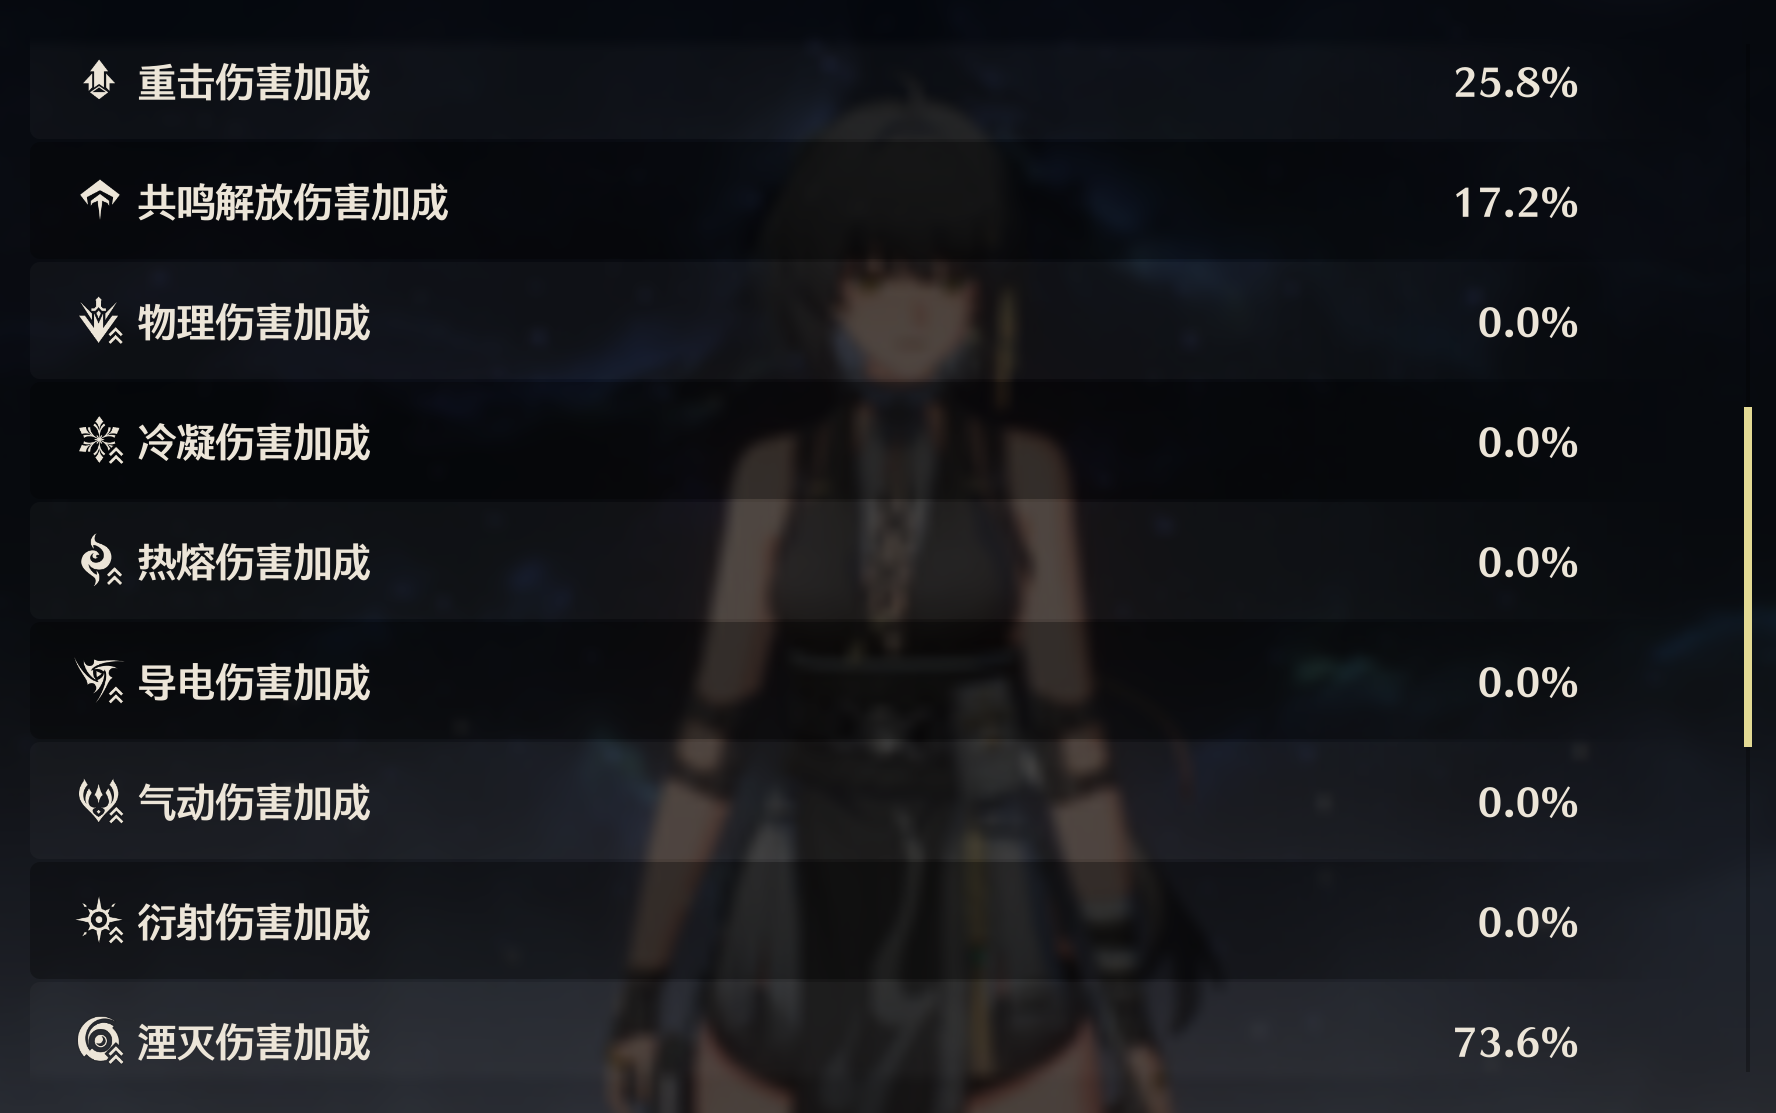 重击伤害加成 25.8%
共鸣解放伤害加成 17.2%
物理伤害加成 0.0%
冷凝伤害加成 0.0%
热熔伤害加成 0.0%
导电伤害加成 0.0%
气动伤害加成 0.0%
衍射伤害加成 0.0%
湮灭伤害加成 73.6%